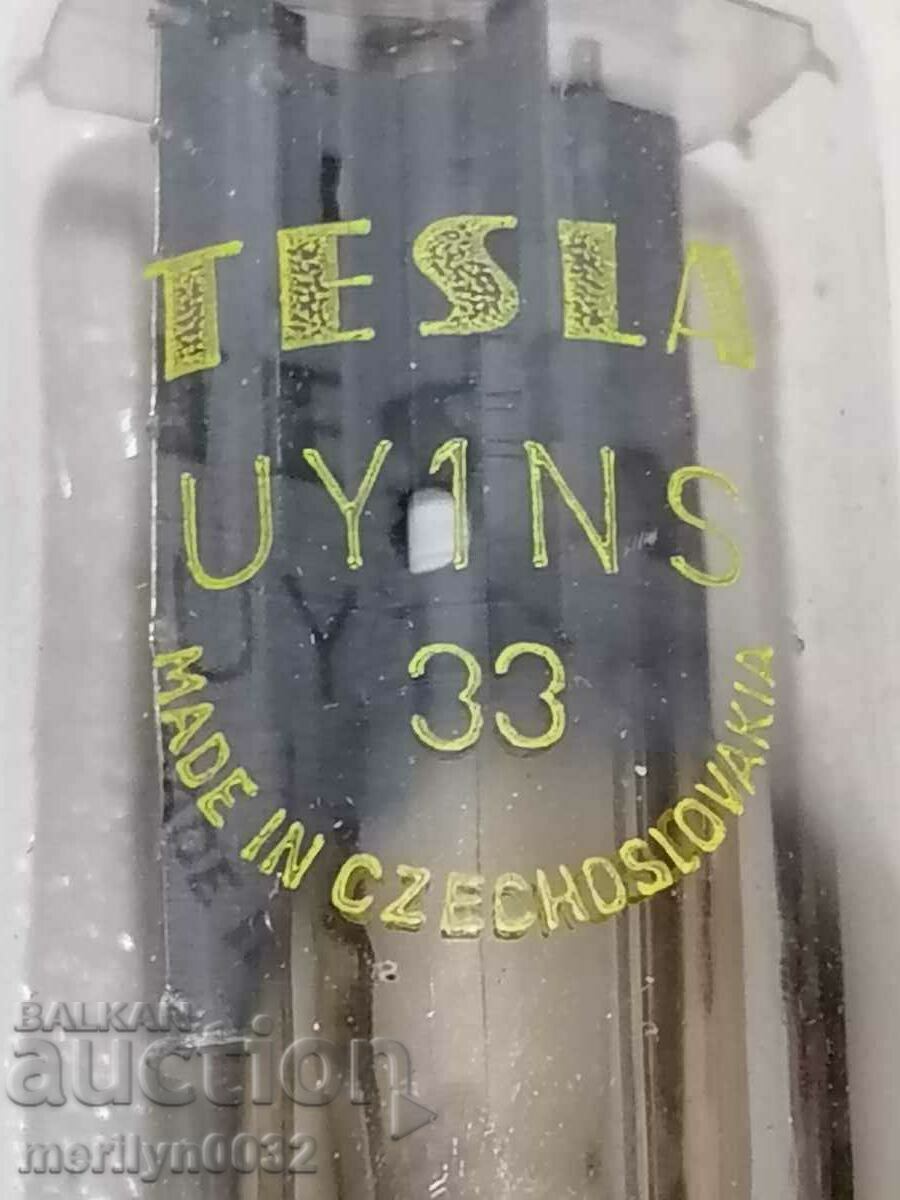 TESLA
UY1NS
33
MADE IN CZECHOSLOVAKIA
BALKAN
auction
merilyn0032